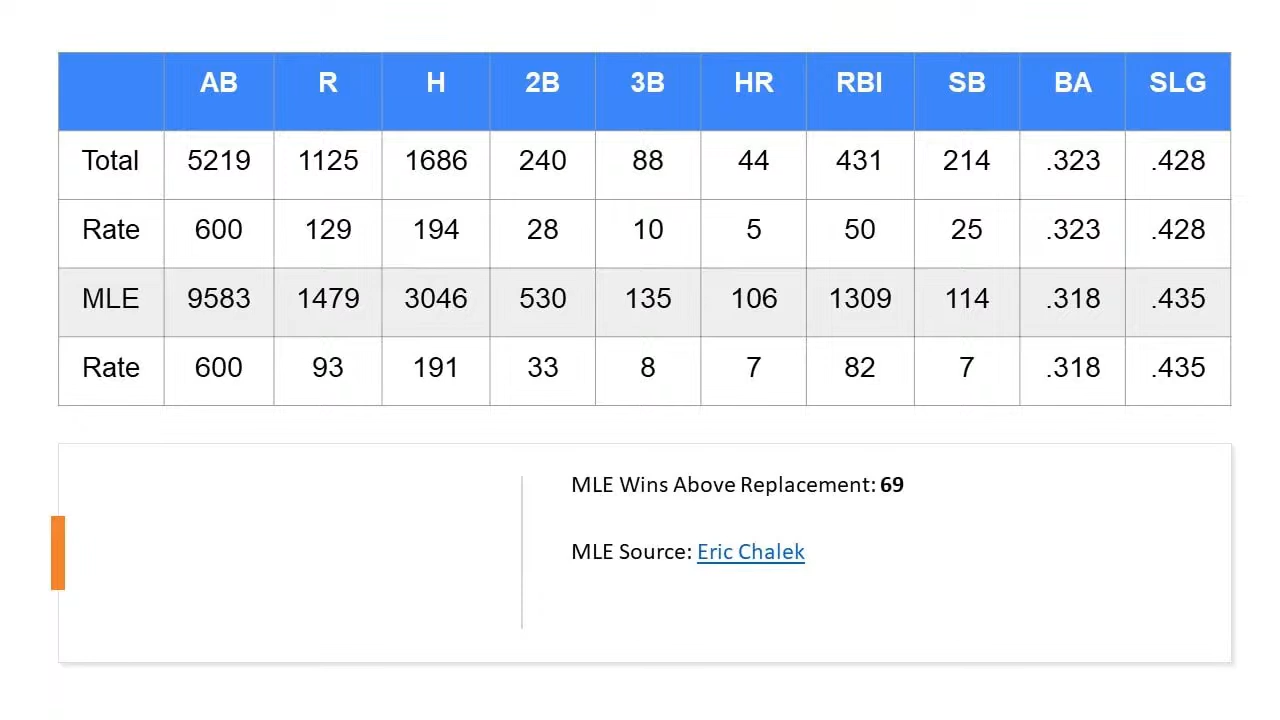 AB R H 2B 3B HR RBI SB BA SLG
Total 5219 1125 1686 240 88 44 431 214 .323 .428
Rate 600 129 194 28 10 5 50 25 .323 .428
MLE 9583 1479 3046 530 135 106 1309 114 .318 .435
Rate 600 93 191 33 8 7 82 7 .318 .435
MLE Wins Above Replacement: 69
MLE Source: Eric Chalek